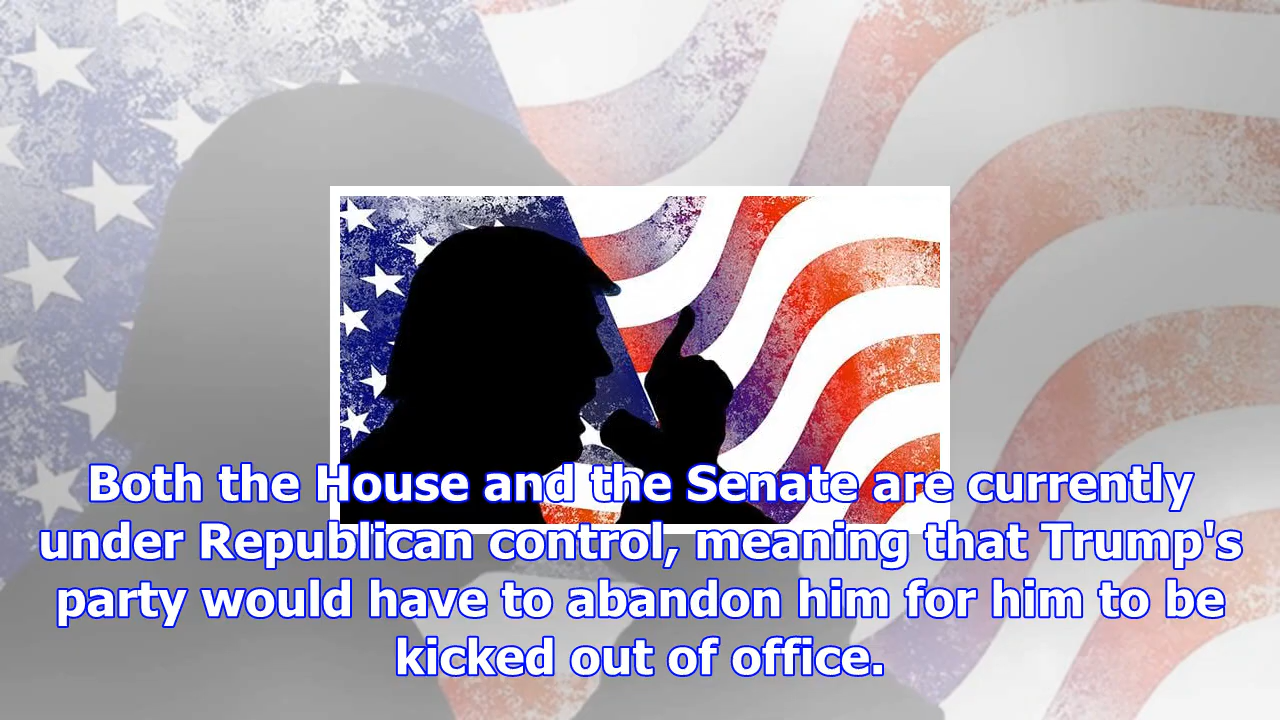 Both the House and the Senate are currently
under Republican control, meaning that Trump's
party would have to abandon him for him to be
kicked out of office.